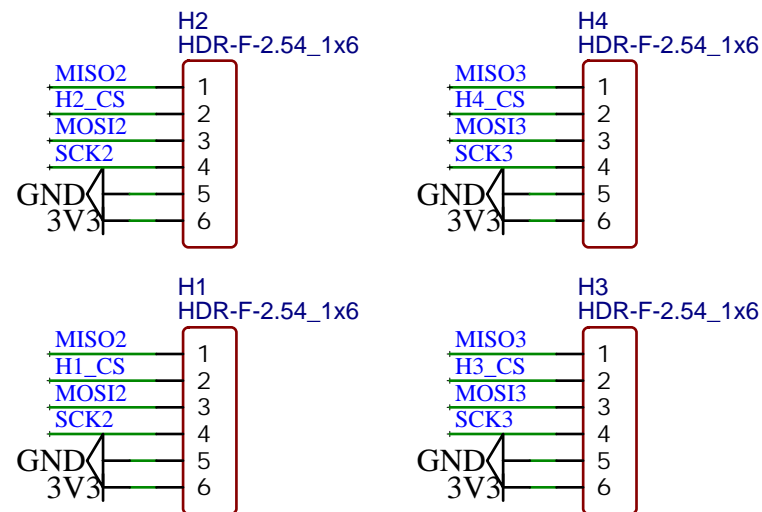 H2
HDR-F-2.54_1x6
MISO2
1
H2_CS
2
MOSI2
3
SCK2
4
GND
5
3V3
6
H4
HDR-F-2.54_1x6
MISO3
1
H4_CS
2
MOSI3
3
SCK3
4
GND
5
3V3
6
H1
HDR-F-2.54_1x6
MISO2
1
H1_CS
2
MOSI2
3
SCK2
4
GND
5
3V3
6
H3
HDR-F-2.54_1x6
MISO3
1
H3_CS
2
MOSI3
3
SCK3
4
GND
5
3V3
6